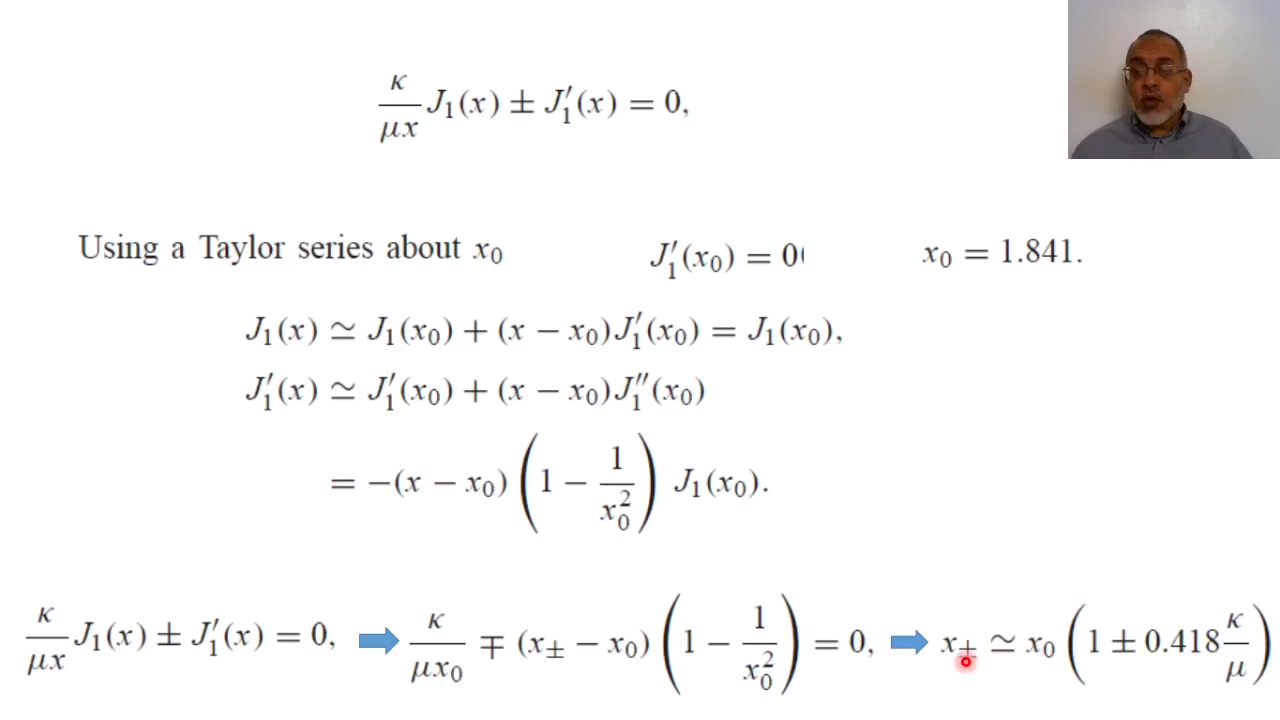 κ/μx J₁(x) ± J₁′(x) = 0,
Using a Taylor series about x₀ J₁′(x₀) = 0( x₀ = 1.841.
J₁(x) ≃ J₁(x₀) + (x − x₀)J₁′(x₀) = J₁(x₀),
J₁′(x) ≃ J₁′(x₀) + (x − x₀)J₁″(x₀)
= −(x − x₀) (1 − 1/x₀²) J₁(x₀).
κ/μx J₁(x) ± J₁′(x) = 0, κ/μx₀ ∓ (x± − x₀) (1 − 1/x₀²) = 0, x± ≃ x₀ (1 ± 0.418 κ/μ)